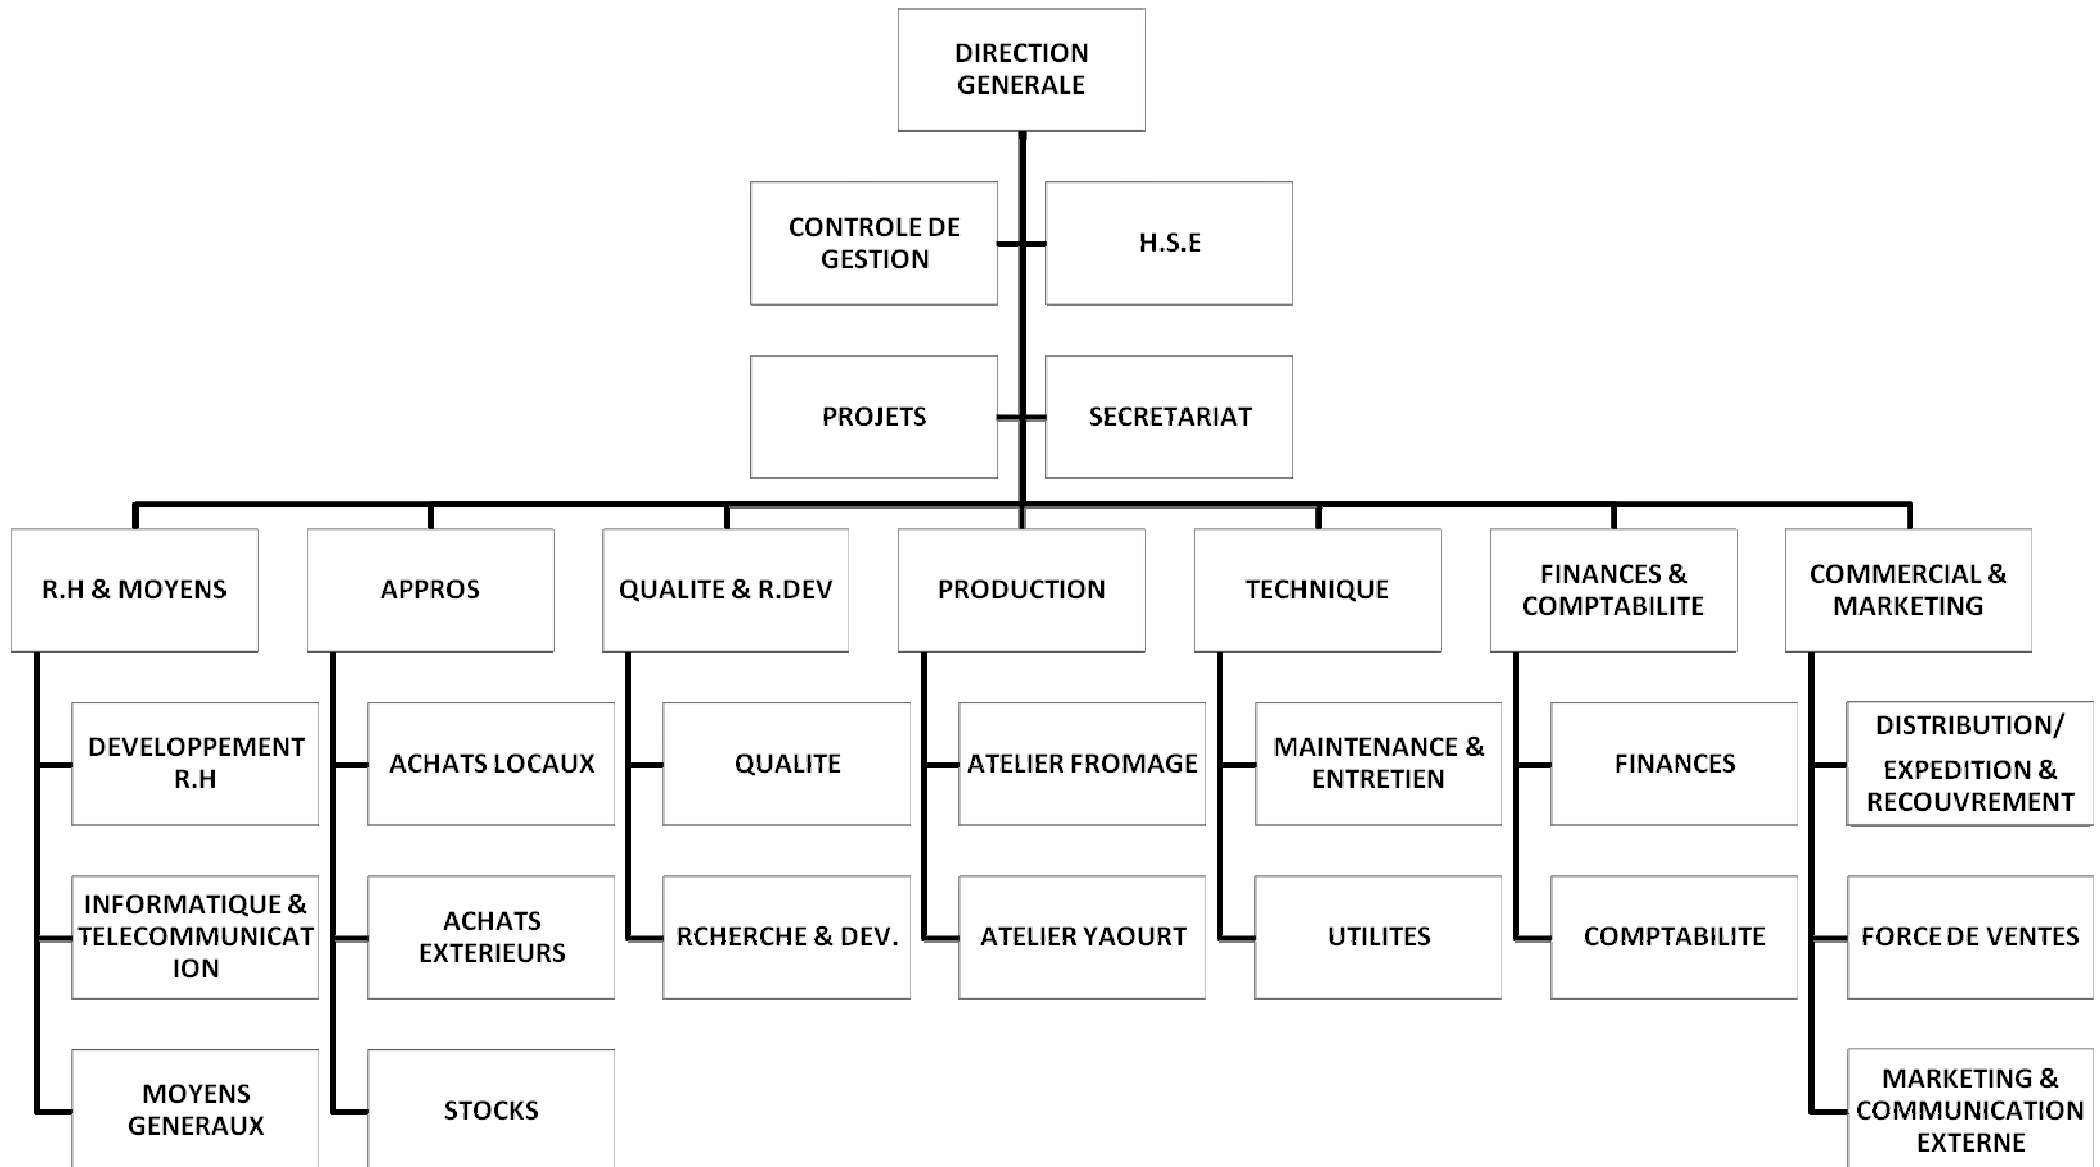 DIRECTION
GENERALE
CONTROLE DE
GESTION
H.S.E
PROJETS
SECRETARIAT
R.H & MOYENS
APPROS
QUALITE & R.DEV
PRODUCTION
TECHNIQUE
FINANCES &
COMPTABILITE
COMMERCIAL &
MARKETING
DEVELOPPEMENT
R.H
ACHATS LOCAUX
QUALITE
ATELIER FROMAGE
MAINTENANCE &
ENTRETIEN
FINANCES
DISTRIBUTION/
EXPEDITION &
RECOUVREMENT
INFORMATIQUE &
TELECOMMUNICAT
ION
ACHATS
EXTERIEURS
RCHERCHE & DEV.
ATELIER YAOURT
UTILITES
COMPTABILITE
FORCE DE VENTES
MOYENS
GENERAUX
STOCKS
MARKETING &
COMMUNICATION
EXTERNE